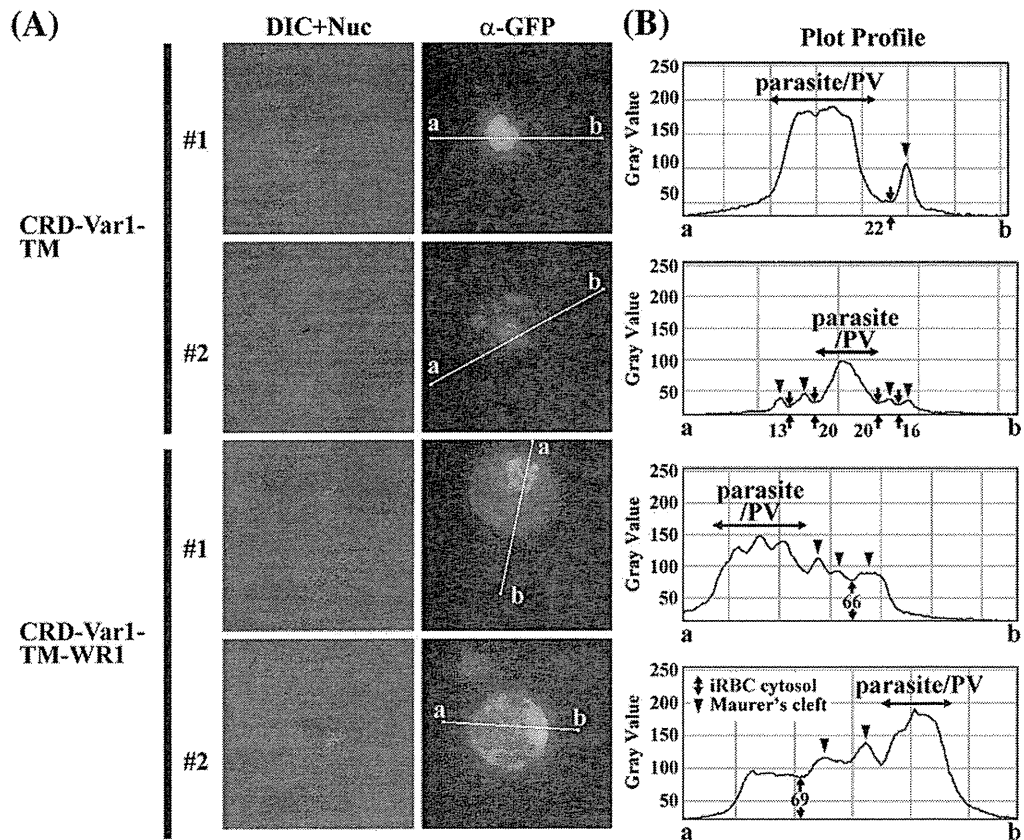 (A)
DIC+Nuc
α-GFP
(B)
Plot Profile
CRD-Var1-
TM
#1
a
b
250
200
150
100
50
Gray Value
parasite/PV
22
a
b
#2
a
b
250
200
150
100
50
Gray Value
parasite
/PV
13
20
20
16
a
b
CRD-Var1-
TM-WR1
#1
a
b
250
200
150
100
50
Gray Value
parasite
/PV
66
a
b
#2
a
b
250
200
150
100
50
Gray Value
iRBC cytosol
Maurer's cleft
parasite/PV
69
a
b